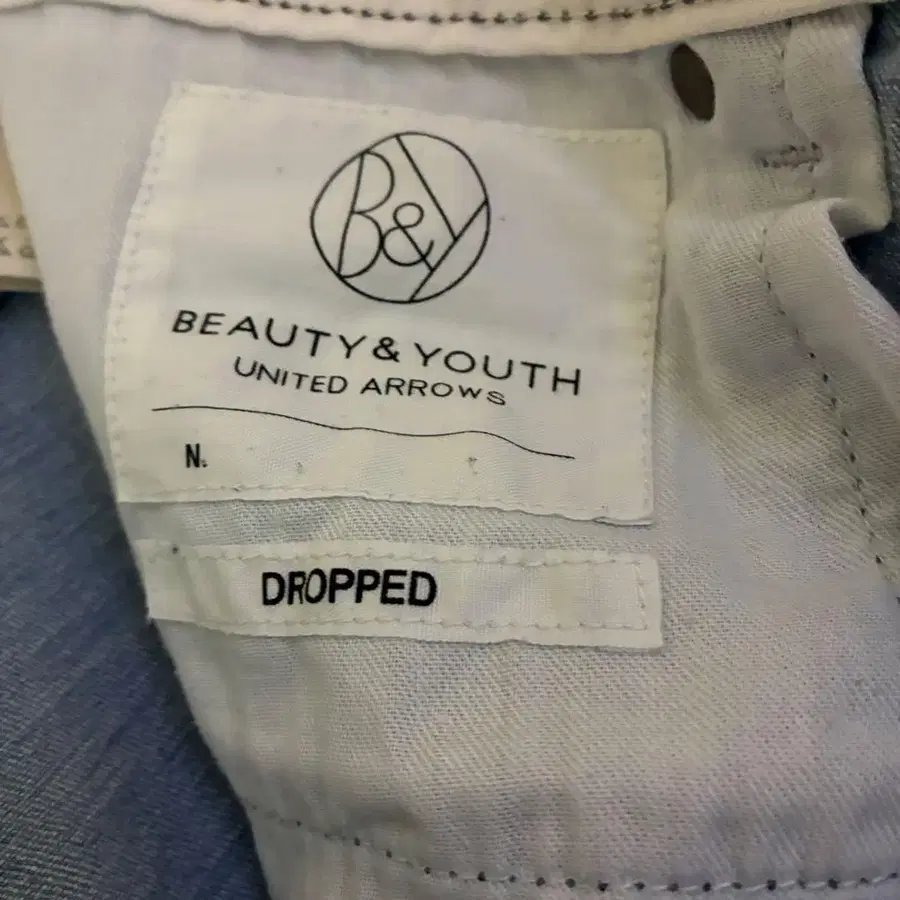 B&Y
BEAUTY & YOUTH
UNITED ARROWS
N.
DROPPED